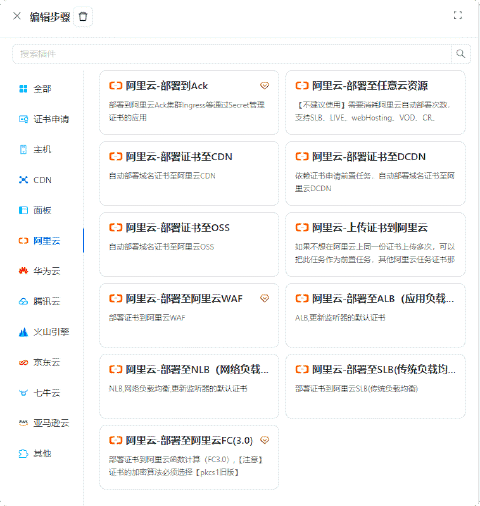 编辑步骤
搜索插件
全部
证书申请
主机
CDN
面板
阿里云
华为云
腾讯云
火山引擎
京东云
七牛云
亚马逊云
其他
阿里云-部署到Ack
部署到阿里云Ack集群Ingress等通过Secret管理
证书的应用
阿里云-部署至任意云资源
【不建议使用】需要消耗阿里云自动部署次数，
支持SLB、LIVE、webHosting、VOD、CR、
阿里云-部署证书至CDN
自动部署域名证书至阿里云CDN
阿里云-部署证书至DCDN
依赖证书申请前置任务，自动部署域名证书至阿
里云DCDN
阿里云-部署证书至OSS
自动部署域名证书至阿里云OSS
阿里云-上传证书到阿里云
如果不想在阿里云上同一份证书上传多次，可以
把此任务作为前置任务，其他阿里云任务证书那
阿里云-部署至阿里云WAF
部署证书到阿里云WAF
阿里云-部署至ALB（应用负载...
ALB,更新监听器的默认证书
阿里云-部署至NLB（网络负载...
NLB,网络负载均衡,更新监听器的默认证书
阿里云-部署至SLB(传统负载均...
部署证书到阿里云SLB(传统负载均衡)
阿里云-部署至阿里云FC(3.0)
部署证书到阿里云函数计算（FC3.0）,【注意】
证书的加密算法必须选择【pkcs1旧版】